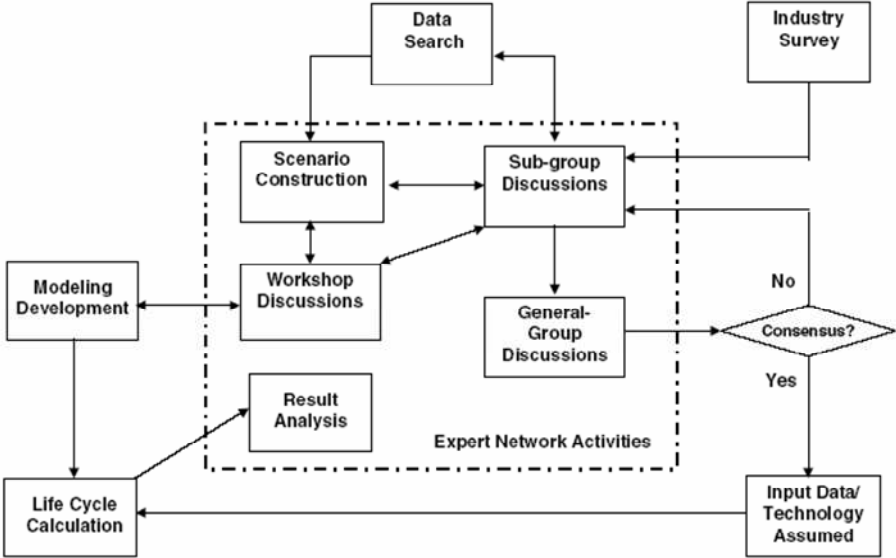 Data
Search
Industry
Survey
Scenario
Construction
Sub-group
Discussions
Workshop
Discussions
Modeling
Development
General-
Group
Discussions
No
Consensus?
Yes
Result
Analysis
Expert Network Activities
Life Cycle
Calculation
Input Data/
Technology
Assumed